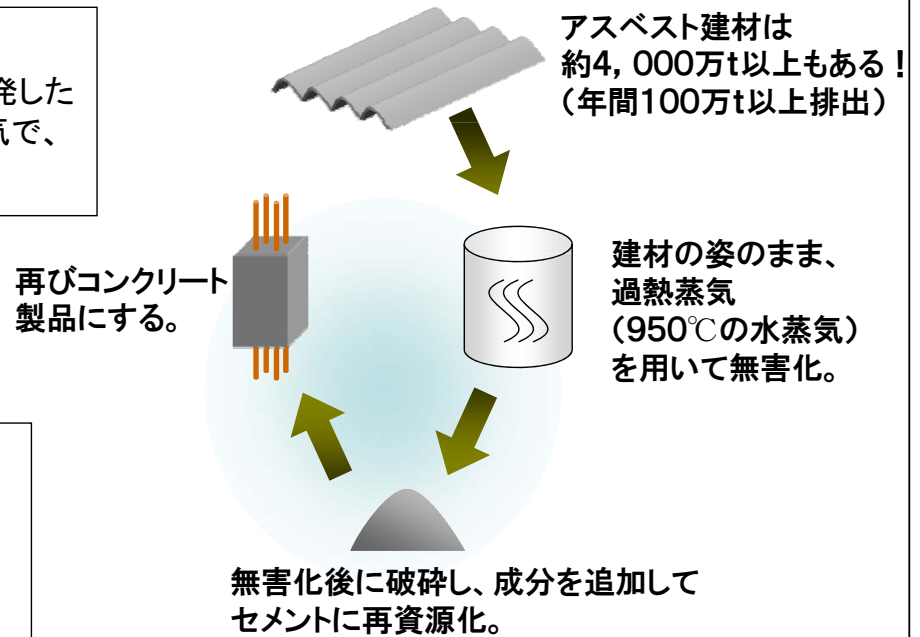 発した
気で、
アスベスト建材は
約4，000万t以上もある！
（年間100万t以上排出）
再びコンクリート
製品にする。
建材の姿のまま、
過熱蒸気
（950℃の水蒸気）
を用いて無害化。
無害化後に破砕し、成分を追加して
セメントに再資源化。